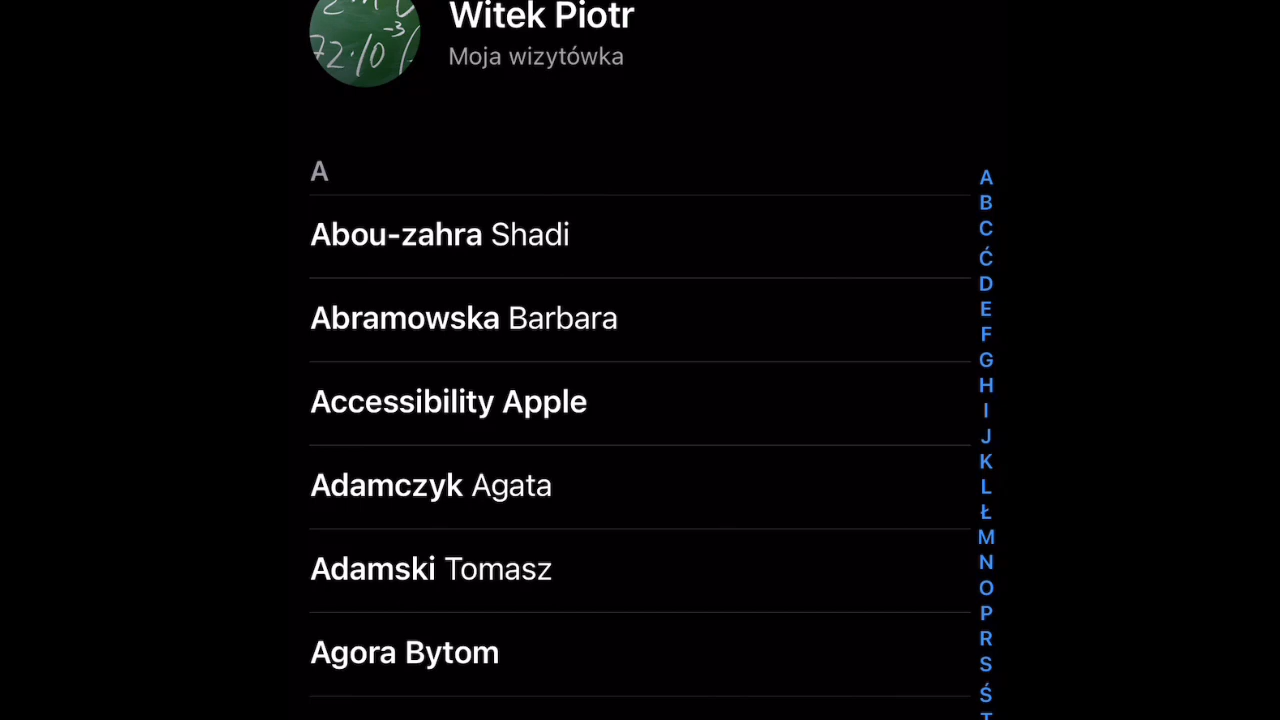 Witek Piotr
Moja wizytówka
A
Abou-zahra Shadi
Abramowska Barbara
Accessibility Apple
Adamczyk Agata
Adamski Tomasz
Agora Bytom
A
B
C
Ć
D
E
F
G
H
I
J
K
L
Ł
M
N
O
P
R
S
Ś
T